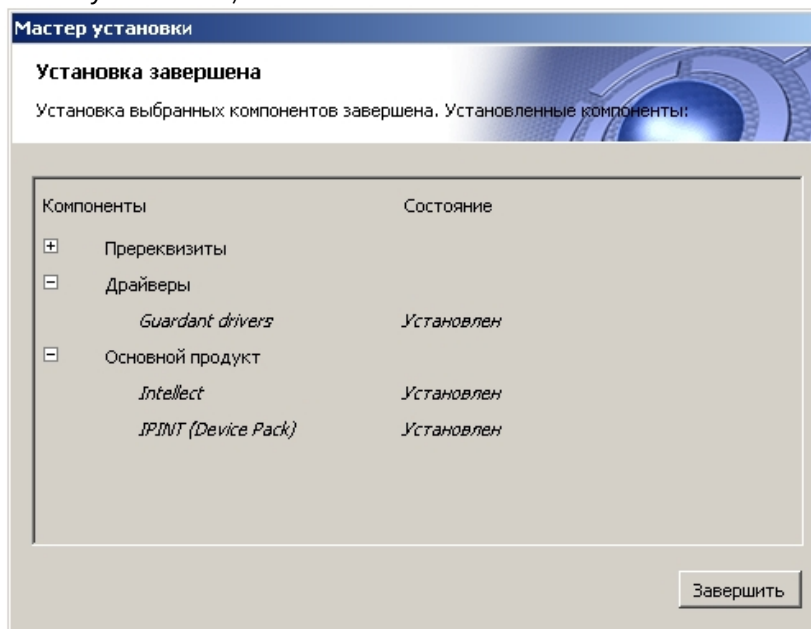 Мастер установки
Установка завершена
Установка выбранных компонентов завершена. Установленные компоненты:
Компоненты Состояние
Пререквизиты
Драйверы
Guardant drivers Установлен
Основной продукт
Intellect Установлен
IPINT (Device Pack) Установлен
Завершить